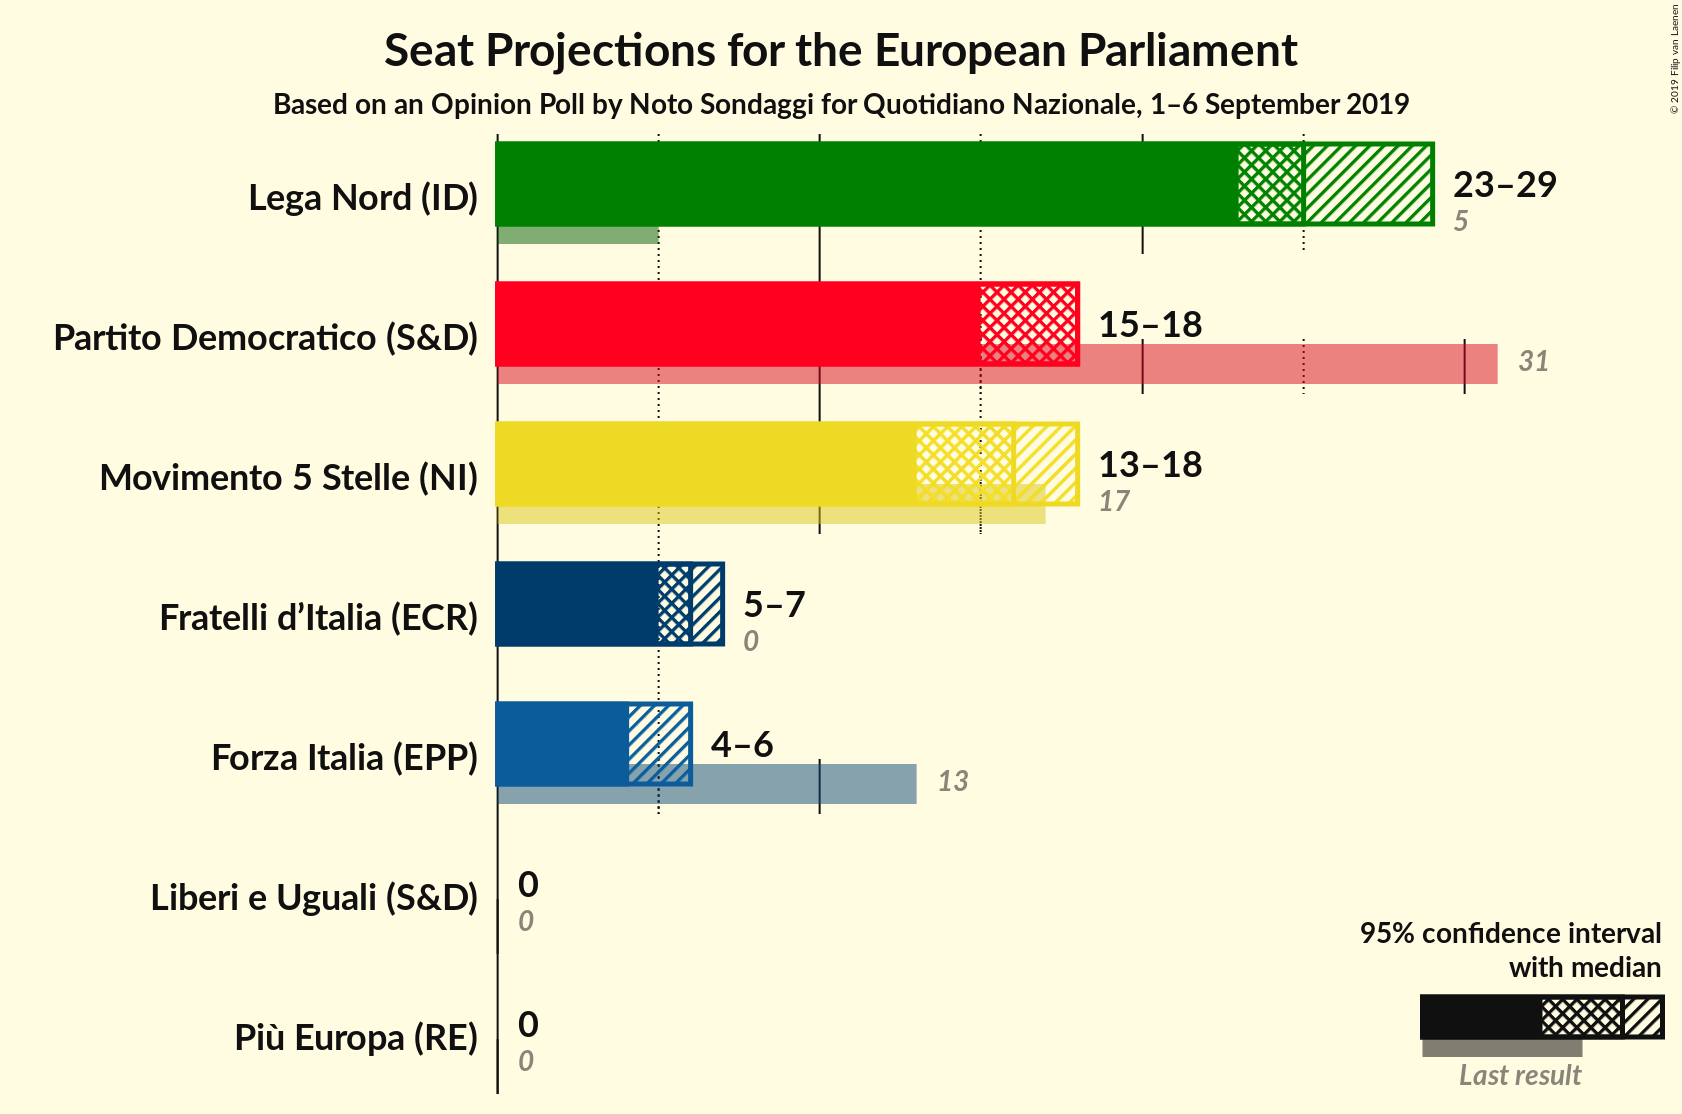 Seat Projections for the European Parliament
Based on an Opinion Poll by Noto Sondaggi for Quotidiano Nazionale, 1–6 September 2019
© 2019 Filip van Laenen
Lega Nord (ID)
23–29
5
Partito Democratico (S&D)
15–18
31
Movimento 5 Stelle (NI)
13–18
17
Fratelli d’Italia (ECR)
5–7
0
Forza Italia (EPP)
4–6
13
Liberi e Uguali (S&D)
0
0
Più Europa (RE)
0
0
95% confidence interval
with median
Last result